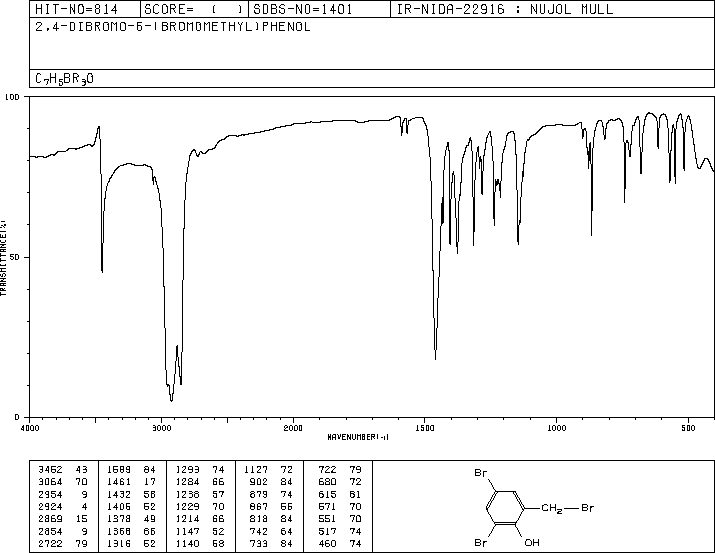 HIT-NO=814 SCORE= ( ) SDBS-NO=1401 IR-NIDA-22916 : NUJOL MULL
2,4-DIBROMO-6-(BROMOMETHYL)PHENOL
C7H5BR3O
100
50
0
TRANSMITTANCE(%)
4000 3000 2000 1500 1000 500
WAVENUMBER(-1)
3452 43 1589 84 1293 74 1127 72 722 79
3064 70 1461 17 1284 66 902 84 680 72
2954 9 1432 58 1238 57 879 74 615 81
2924 4 1406 52 1229 70 867 55 571 70
2869 15 1378 49 1214 66 818 84 551 70
2854 9 1368 66 1147 52 742 64 517 74
2722 79 1316 52 1140 58 733 84 460 74
Br
CH2 Br
Br OH